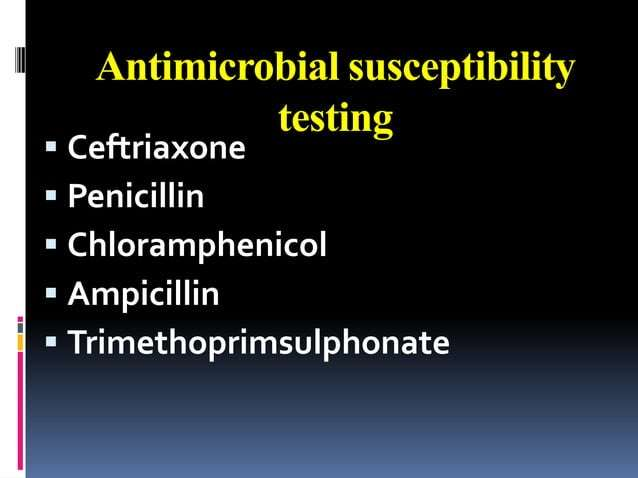 Antimicrobial susceptibility
testing
▪ Ceftriaxone
▪ Penicillin
▪ Chloramphenicol
▪ Ampicillin
▪ Trimethoprimsulphonate